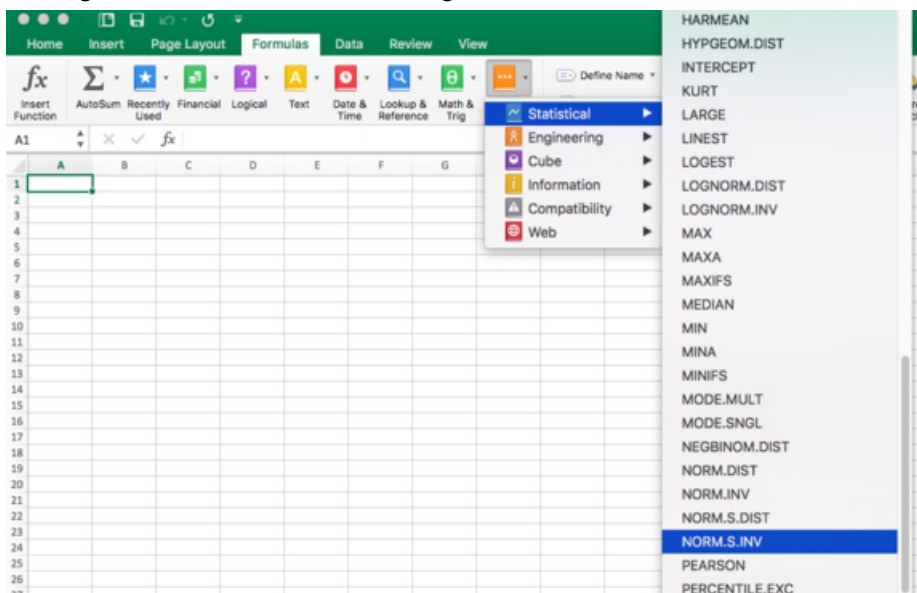 Home Insert Page Layout Formulas Data Review View
fx Σ ? A Q θ Define Name
Insert Function AutoSum Recently Used Financial Logical Text Date & Time Lookup & Reference Math & Trig
A1 fx
A B C D E F G
1
2
3
4
5
6
7
8
9
10
11
12
13
14
15
16
17
18
19
20
21
22
23
24
25
26
Statistical
Engineering
Cube
Information
Compatibility
Web
HARMEAN
HYPGEOM.DIST
INTERCEPT
KURT
LARGE
LINEST
LOGEST
LOGNORM.DIST
LOGNORM.INV
MAX
MAXA
MAXIFS
MEDIAN
MIN
MINA
MINIFS
MODE.MULT
MODE.SNGL
NEGBINOM.DIST
NORM.DIST
NORM.INV
NORM.S.DIST
NORM.S.INV
PEARSON
PERCENTILE.EXC